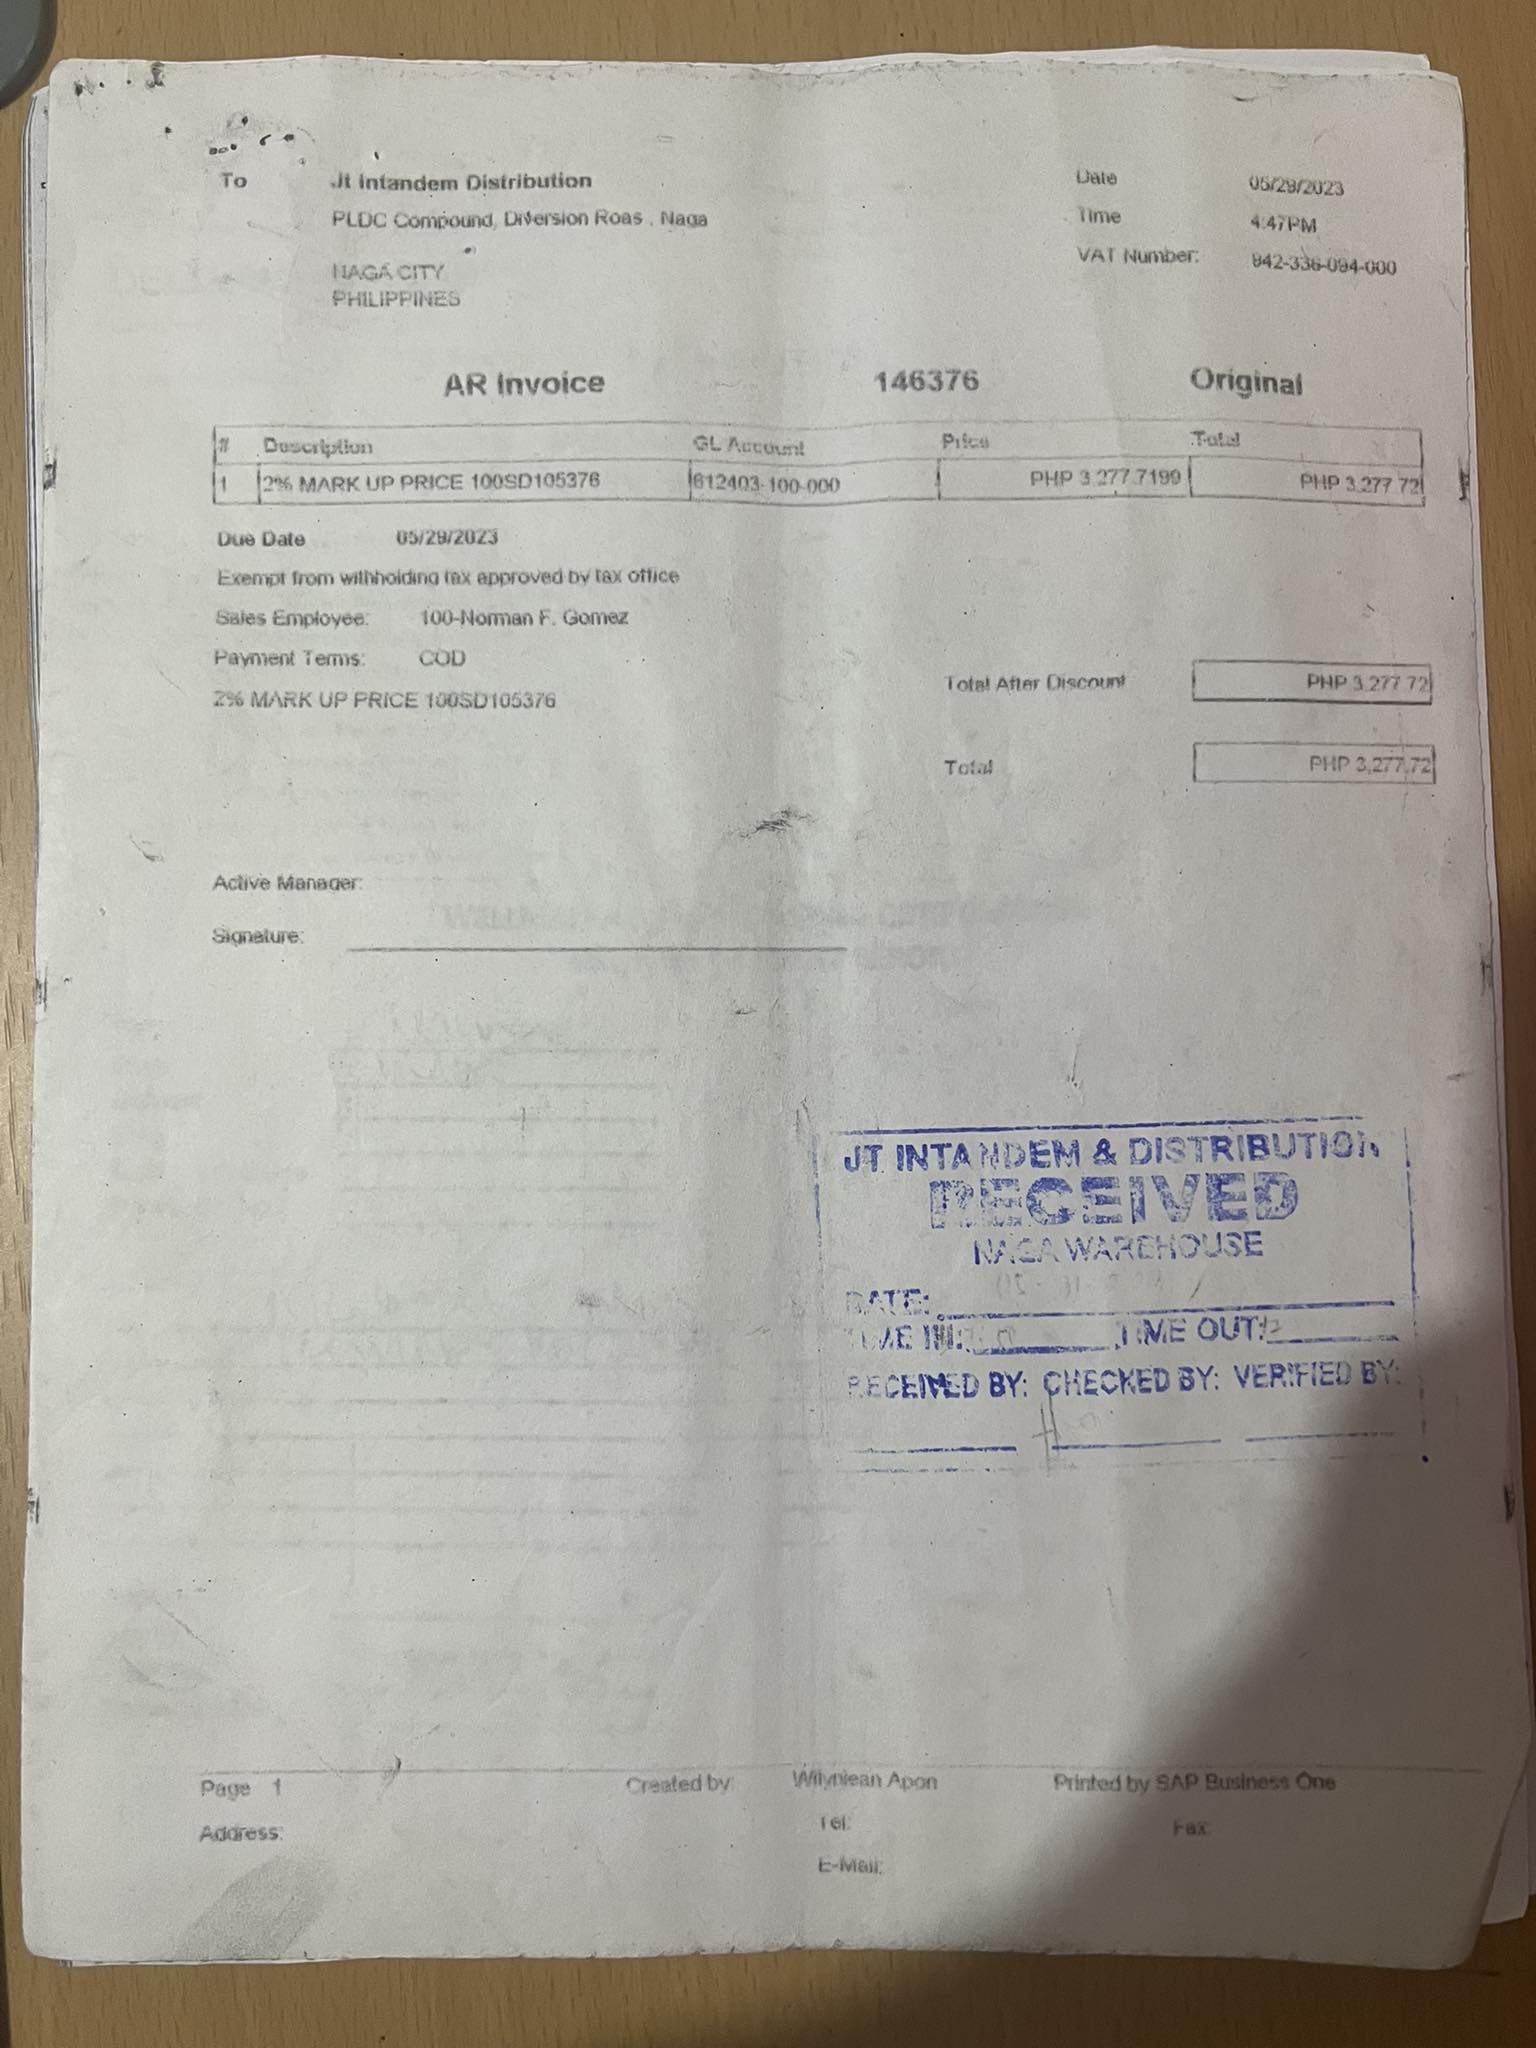 To Jt Intandem Distribution Date 05/29/2023
PLDC Compound, Diversion Roas , Naga Time 4:47PM
VAT Number: 942-336-094-000
NAGA CITY
PHILIPPINES
AR Invoice 146376 Original
# Description GL Account Price Total
1 2% MARK UP PRICE 100SD105376 612403-100-000 PHP 3,277.7199 PHP 3,277.72
Due Date 05/29/2023
Exempt from withholding tax approved by tax office
Sales Employee: 100-Norman F. Gomez
Payment Terms: COD
Total After Discount PHP 3,277.72
2% MARK UP PRICE 100SD105376
Total PHP 3,277.72
Active Manager:
Signature:
JT INTANDEM & DISTRIBUTION
RECEIVED
NAGA WAREHOUSE
DATE:
TIME IN: TIME OUT:
RECEIVED BY: CHECKED BY: VERIFIED BY:
Page 1 Created by: Apon Printed by SAP Business One
Address: Tel: Fax:
E-Mail: